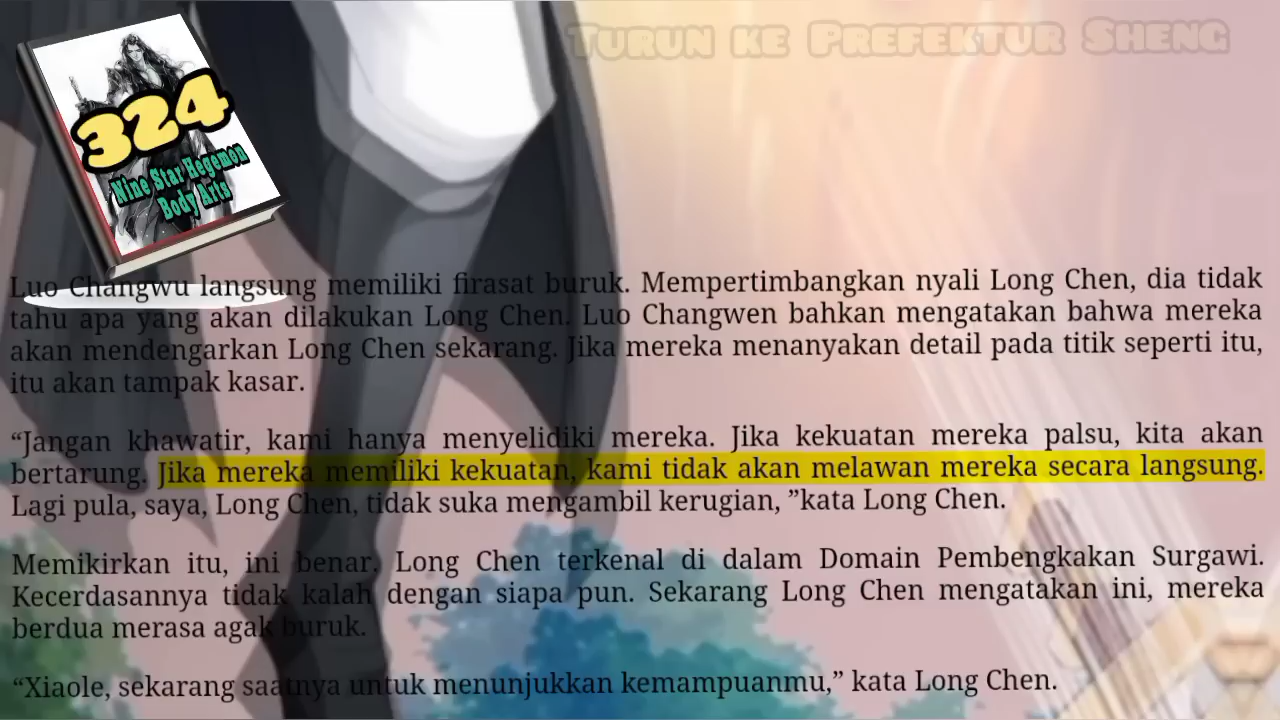 Turun ke Prefektur Sheng
324
Nine Star Hegemon
Body Arts
Luo Changwu langsung memiliki firasat buruk. Mempertimbangkan nyali Long Chen, dia tidak
tahu apa yang akan dilakukan Long Chen. Luo Changwen bahkan mengatakan bahwa mereka
akan mendengarkan Long Chen sekarang. Jika mereka menanyakan detail pada titik seperti itu,
itu akan tampak kasar.
“Jangan khawatir, kami hanya menyelidiki mereka. Jika kekuatan mereka palsu, kita akan
bertarung. Jika mereka memiliki kekuatan, kami tidak akan melawan mereka secara langsung.
Lagi pula, saya, Long Chen, tidak suka mengambil kerugian, ”kata Long Chen.
Memikirkan itu, ini benar. Long Chen terkenal di dalam Domain Pembengkakan Surgawi.
Kecerdasannya tidak kalah dengan siapa pun. Sekarang Long Chen mengatakan ini, mereka
berdua merasa agak buruk.
“Xiaole, sekarang saatnya untuk menunjukkan kemampuanmu,” kata Long Chen.